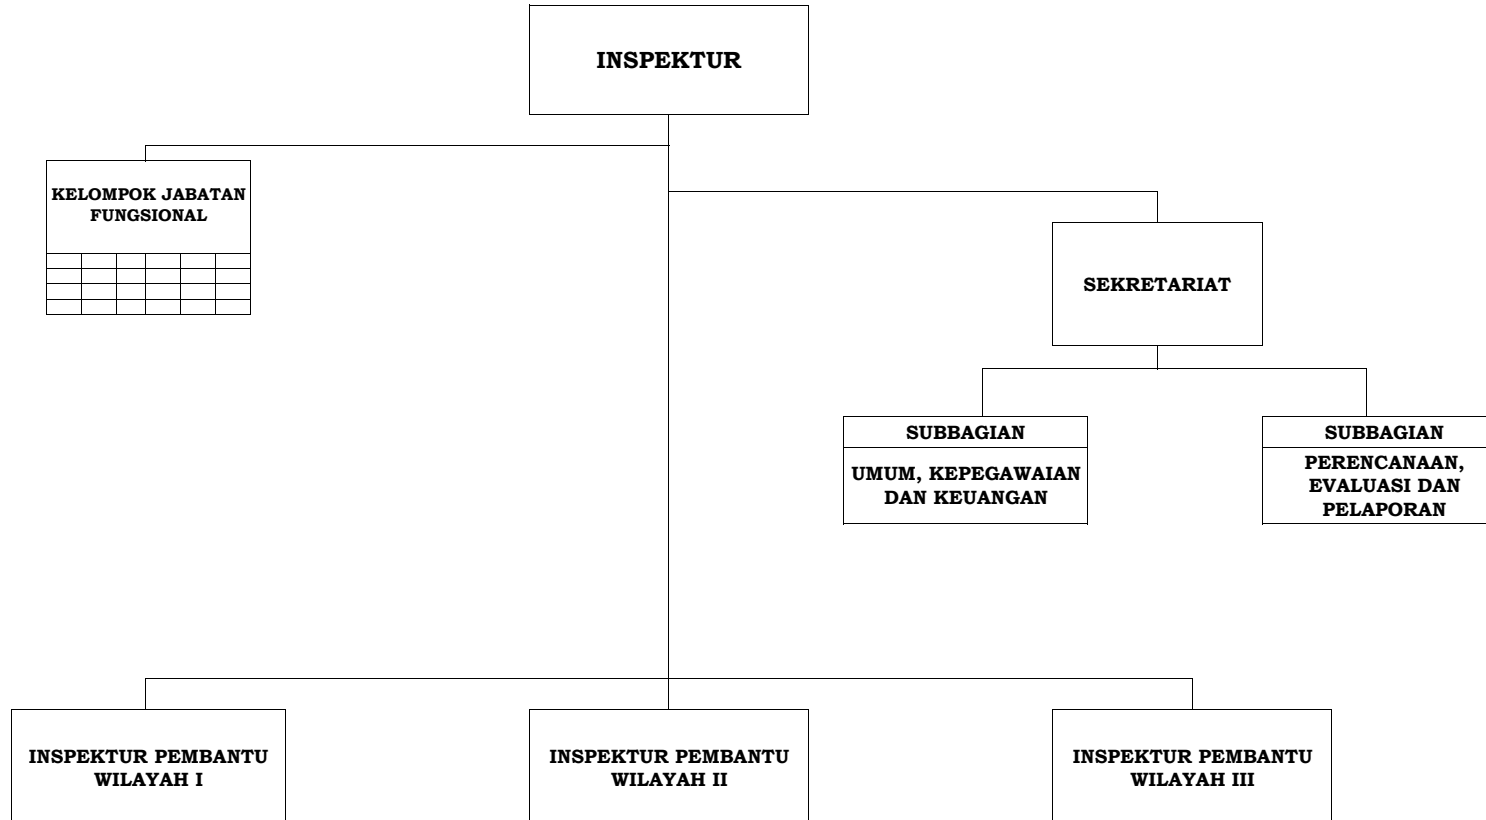 INSPEKTUR
KELOMPOK JABATAN
FUNGSIONAL
SEKRETARIAT
SUBBAGIAN
UMUM, KEPEGAWAIAN
DAN KEUANGAN
SUBBAGIAN
PERENCANAAN,
EVALUASI DAN
PELAPORAN
INSPEKTUR PEMBANTU
WILAYAH I
INSPEKTUR PEMBANTU
WILAYAH II
INSPEKTUR PEMBANTU
WILAYAH III